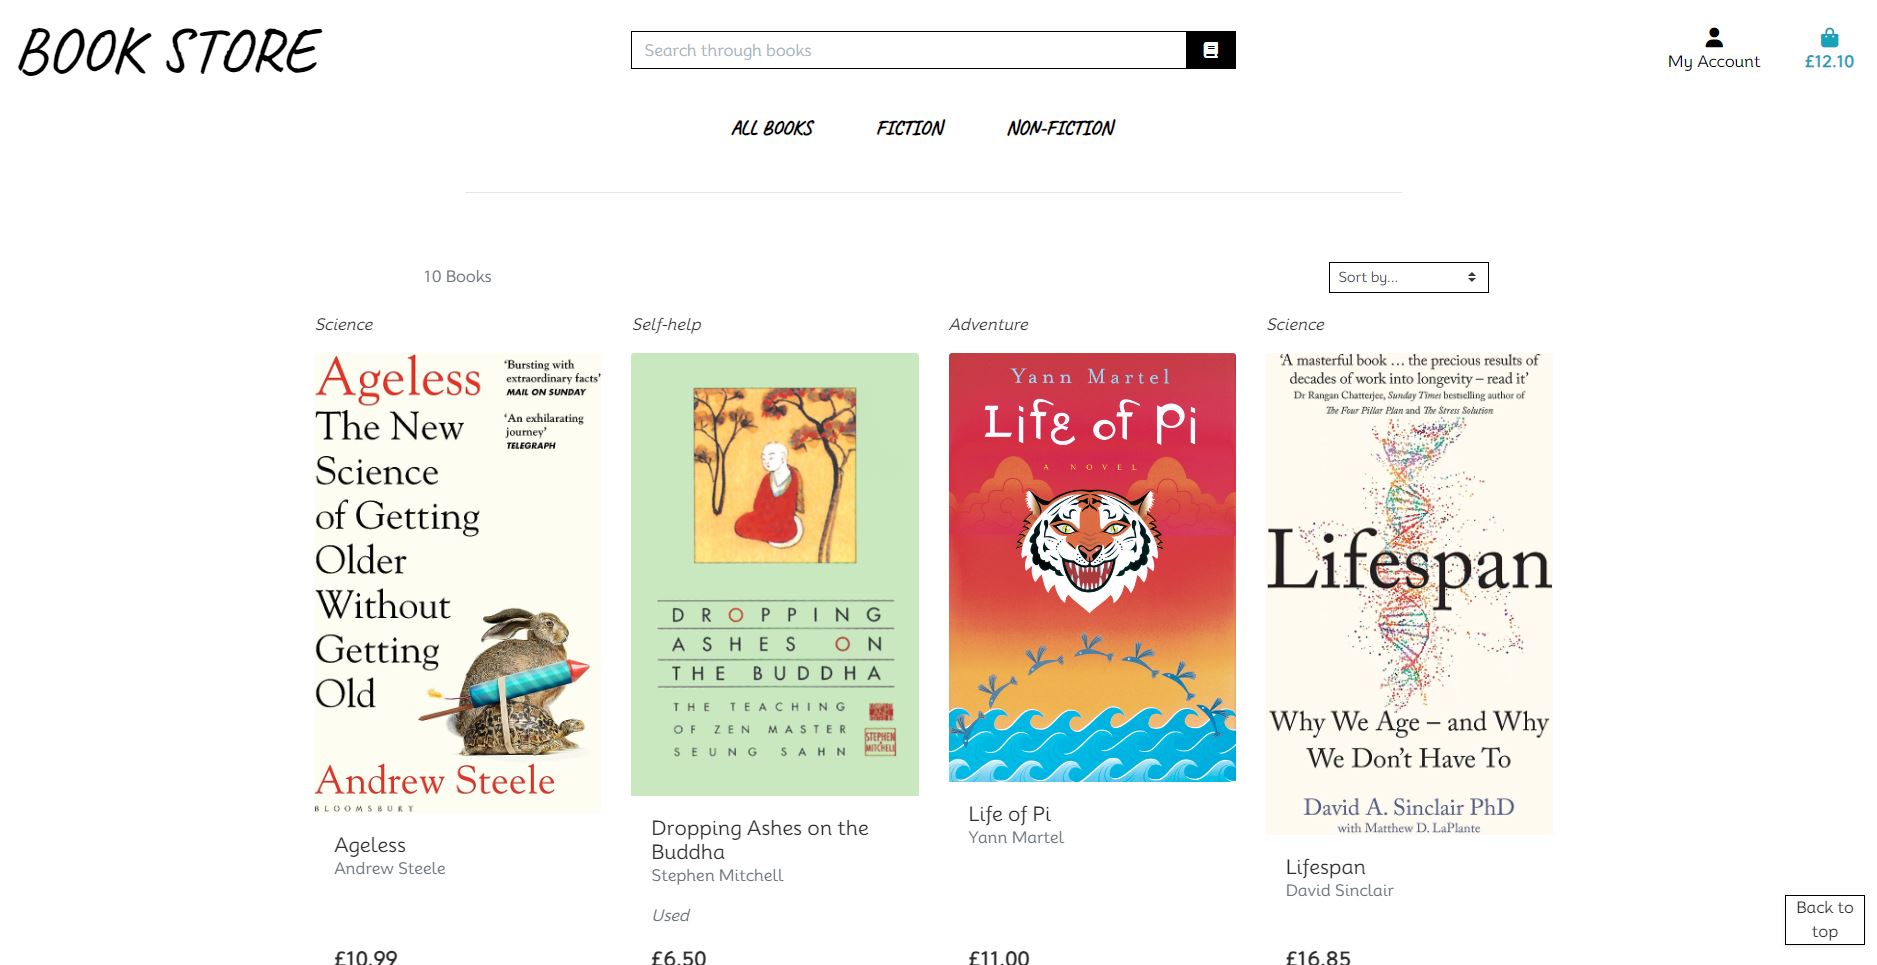 BOOK STORE
Search through books
My Account
£12.10
ALL BOOKS
FICTION
NON-FICTION
10 Books
Sort by...
Science
Ageless
The New
Science
of Getting
Older
Without
Getting
Old
'Bursting with
extraordinary facts'
MAIL ON SUNDAY
'An exhilarating
journey'
TELEGRAPH
Andrew Steele
BLOOMSBURY
Ageless
Andrew Steele
£10.99
Self-help
DROPPING
ASHES ON
THE BUDDHA
THE TEACHING
OF ZEN MASTER
SEUNG SAHN
STEPHEN
MITCHELL
Dropping Ashes on the
Buddha
Stephen Mitchell
Used
£6.50
Adventure
Yann Martel
Life of Pi
A NOVEL
Life of Pi
Yann Martel
£11.00
Science
'A masterful book ... the precious results of
decades of work into longevity – read it'
Dr Rangan Chatterjee, Sunday Times bestselling author of
The Four Pillar Plan and The Stress Solution
Lifespan
Why We Age – and Why
We Don't Have To
David A. Sinclair PhD
with Matthew D. LaPlante
Lifespan
David Sinclair
£16.85
Back to
top